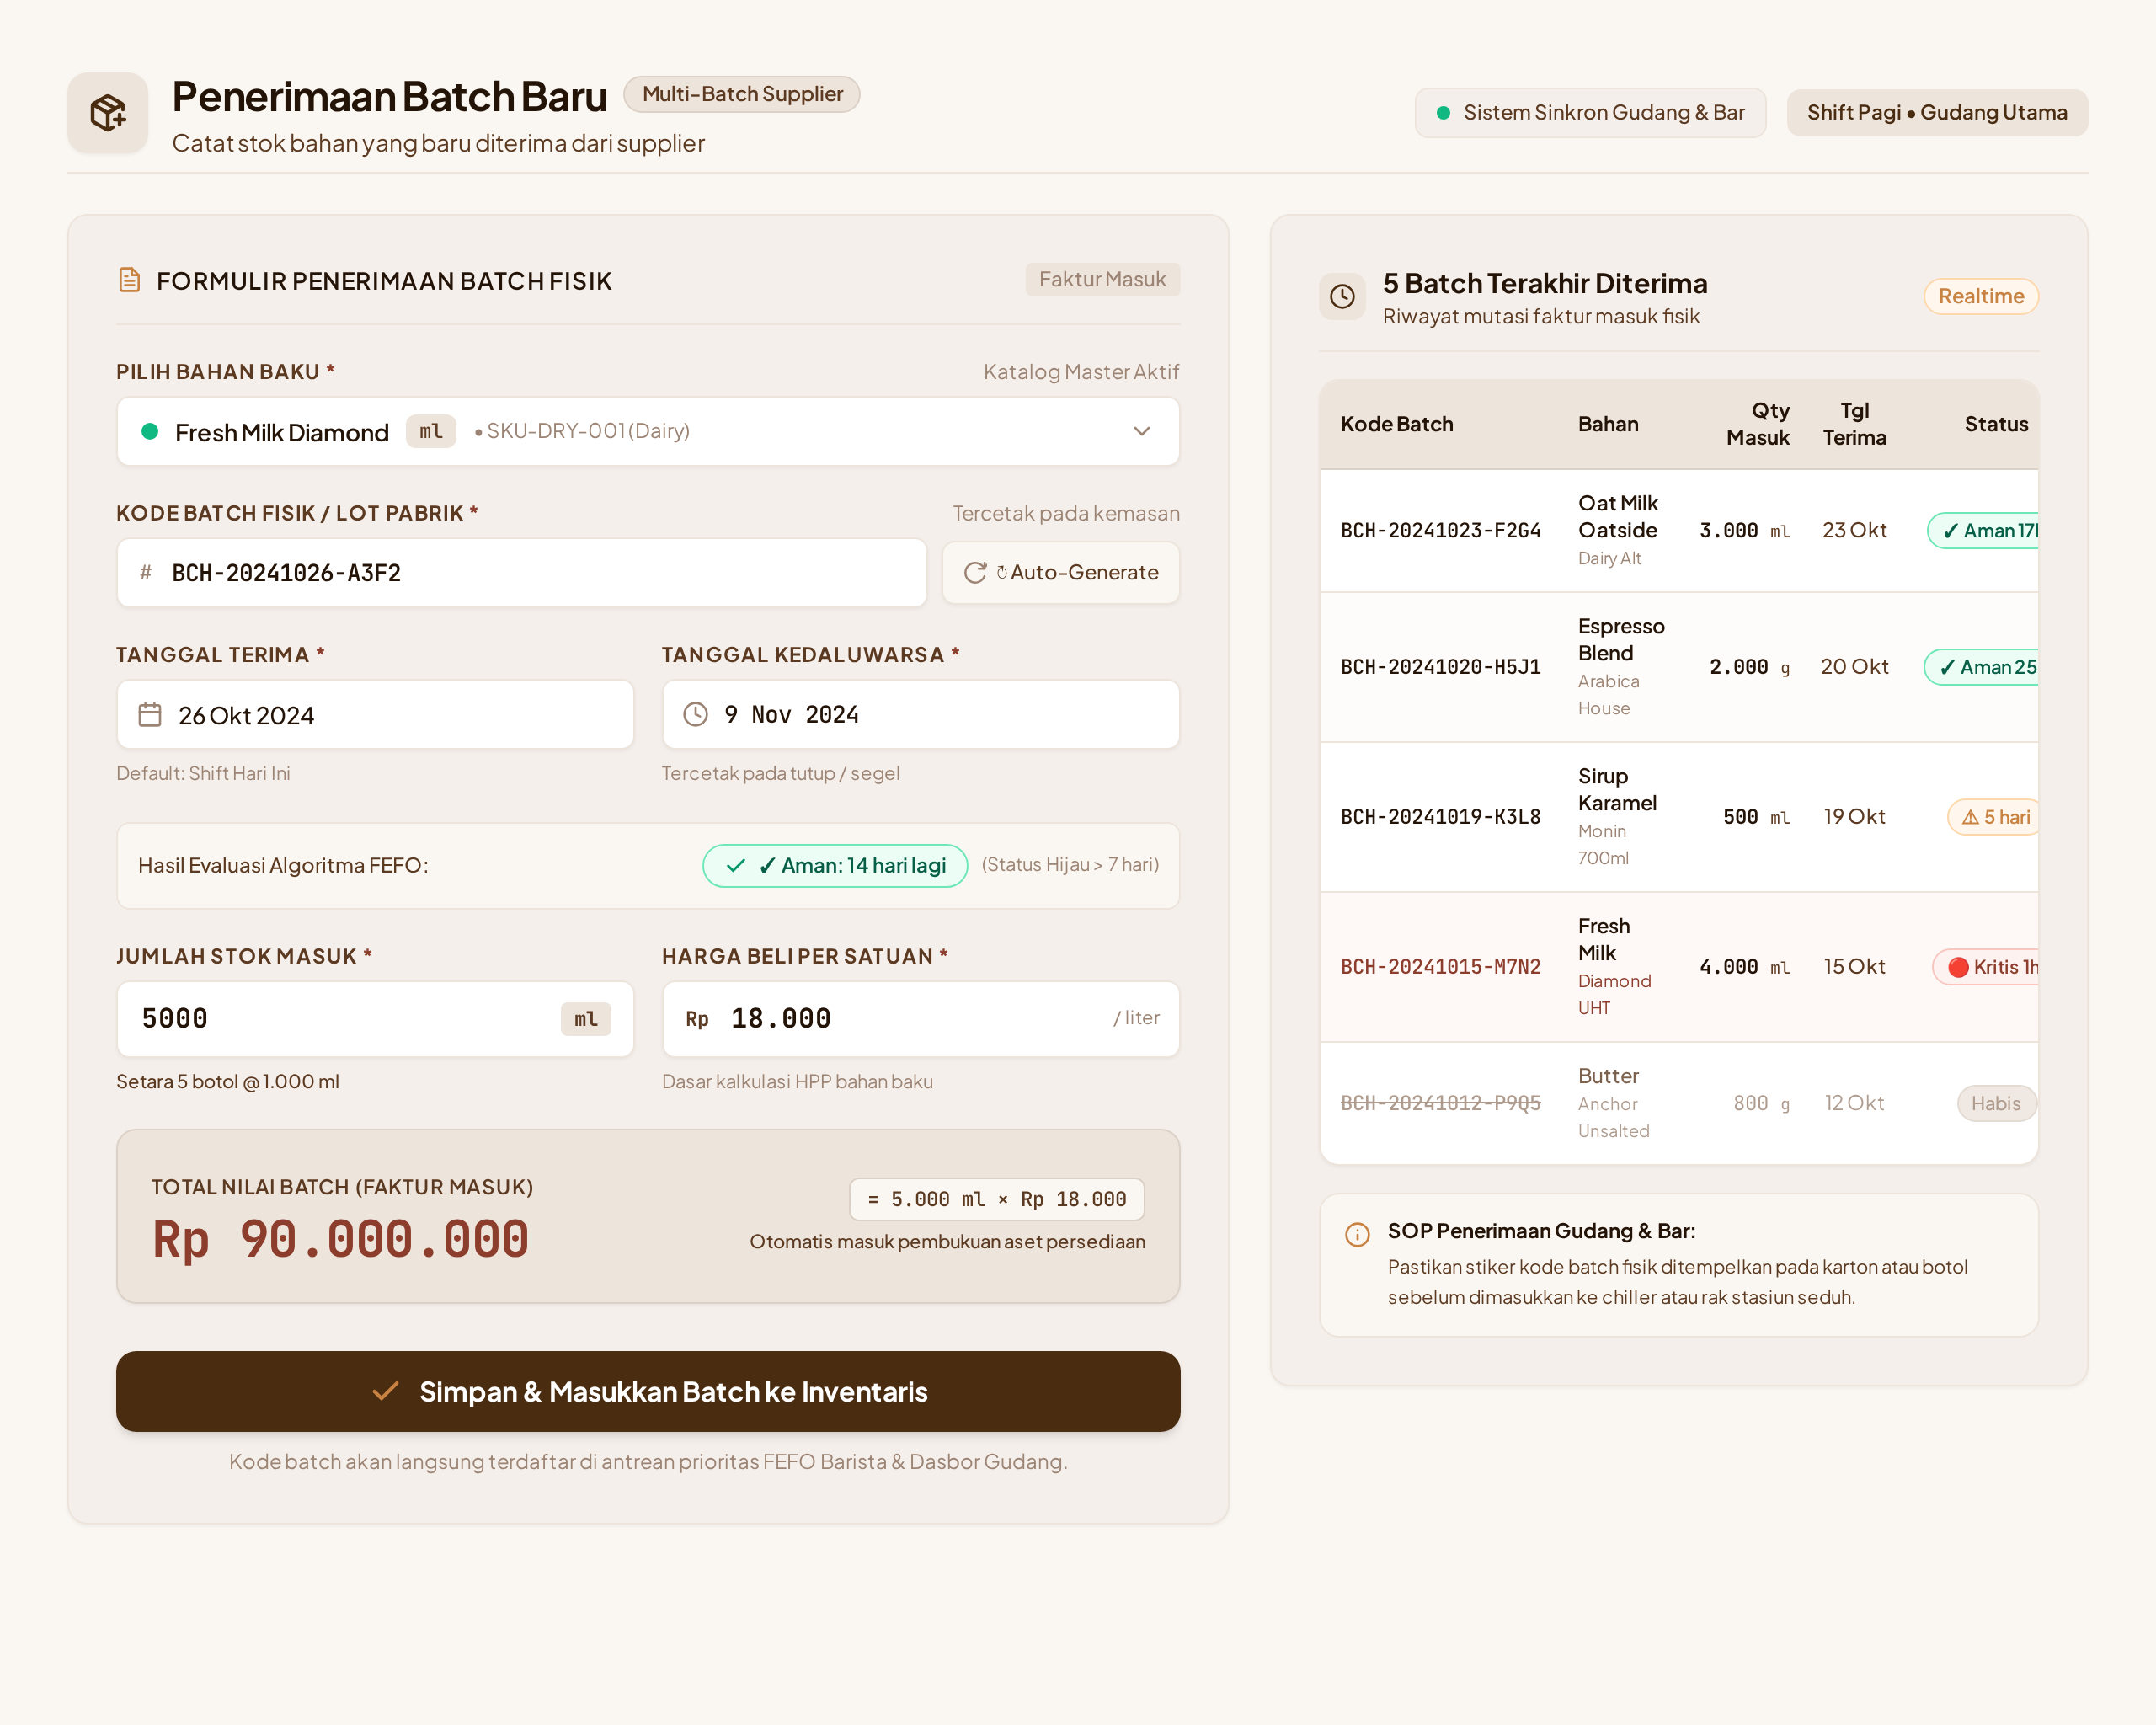 Penerimaan Batch Baru
Multi-Batch Supplier
Catat stok bahan yang baru diterima dari supplier
Sistem Sinkron Gudang & Bar
Shift Pagi • Gudang Utama
FORMULIR PENERIMAAN BATCH FISIK
Faktur Masuk
PILIH BAHAN BAKU *
Katalog Master Aktif
Fresh Milk Diamond ml • SKU-DRY-001 (Dairy)
KODE BATCH FISIK / LOT PABRIK *
Tercetak pada kemasan
# BCH-20241026-A3F2
↻ Auto-Generate
TANGGAL TERIMA *
TANGGAL KEDALUWARSA *
26 Okt 2024
9 Nov 2024
Default: Shift Hari Ini
Tercetak pada tutup / segel
Hasil Evaluasi Algoritma FEFO:
✓ Aman: 14 hari lagi
(Status Hijau > 7 hari)
JUMLAH STOK MASUK *
HARGA BELI PER SATUAN *
5000 ml
Rp 18.000 / liter
Setara 5 botol @ 1.000 ml
Dasar kalkulasi HPP bahan baku
TOTAL NILAI BATCH (FAKTUR MASUK)
Rp 90.000.000
= 5.000 ml × Rp 18.000
Otomatis masuk pembukuan aset persediaan
Simpan & Masukkan Batch ke Inventaris
Kode batch akan langsung terdaftar di antrean prioritas FEFO Barista & Dasbor Gudang.
5 Batch Terakhir Diterima
Riwayat mutasi faktur masuk fisik
Realtime
Kode Batch
Bahan
Qty
Masuk
Tgl
Terima
Status
BCH-20241023-F2G4
Oat Milk
Oatside
Dairy Alt
3.000 ml
23 Okt
✓ Aman 17h
BCH-20241020-H5J1
Espresso
Blend
Arabica
House
2.000 g
20 Okt
✓ Aman 25
BCH-20241019-K3L8
Sirup
Karamel
Monin
700ml
500 ml
19 Okt
⚠ 5 hari
BCH-20241015-M7N2
Fresh
Milk
Diamond
UHT
4.000 ml
15 Okt
🔴 Kritis 1h
BCH-20241012-P9Q5
Butter
Anchor
Unsalted
800 g
12 Okt
Habis
SOP Penerimaan Gudang & Bar:
Pastikan stiker kode batch fisik ditempelkan pada karton atau botol
sebelum dimasukkan ke chiller atau rak stasiun seduh.